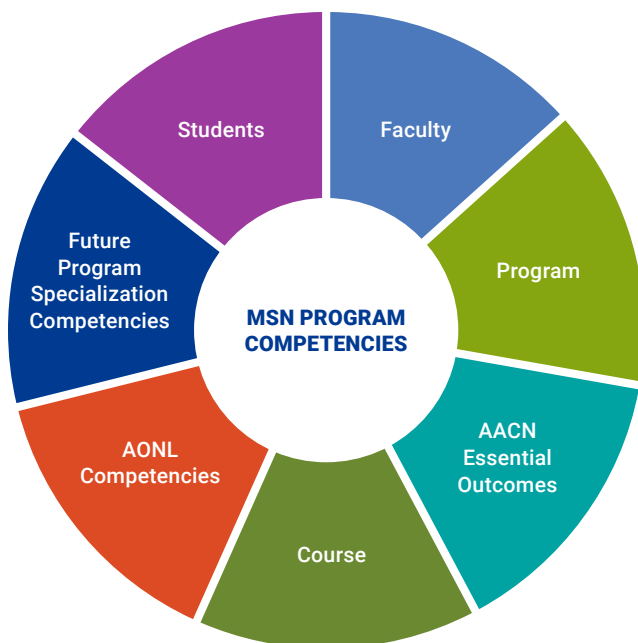 Students
Faculty
Future
Program
Specialization
Competencies
Program
MSN PROGRAM
COMPETENCIES
AONL
Competencies
AACN
Essential
Outcomes
Course